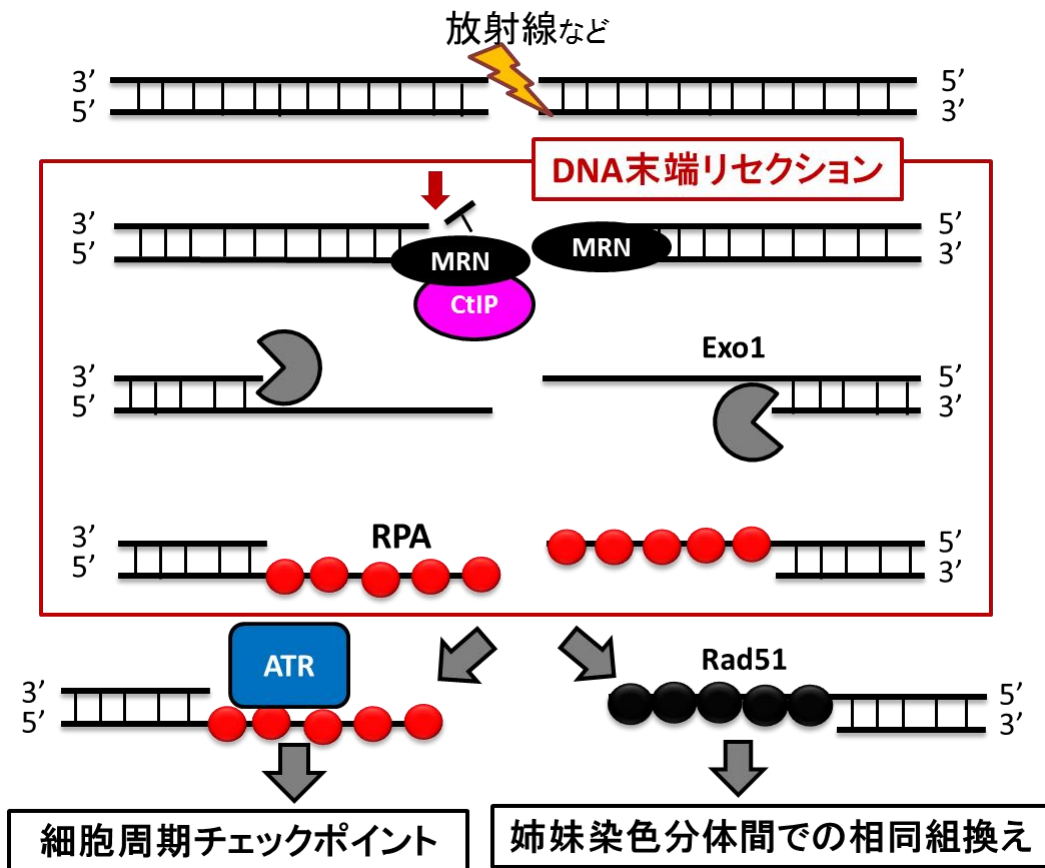 放射線など
3′ 5′
5′ 3′
DNA末端リセクション
3′ 5′
5′ MRN MRN 3′
CtIP
Exo1
3′ 5′
5′ 3′
RPA
3′ 5′
5′ 3′
ATR Rad51
3′ 5′
5′ 3′
細胞周期チェックポイント
姉妹染色分体間での相同組換え